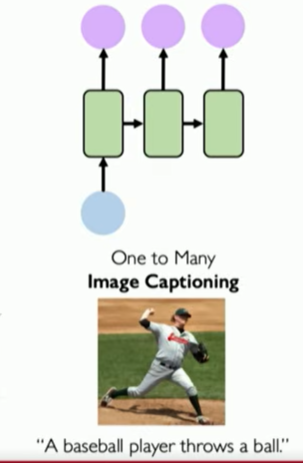 One to Many
Image Captioning
“A baseball player throws a ball.”